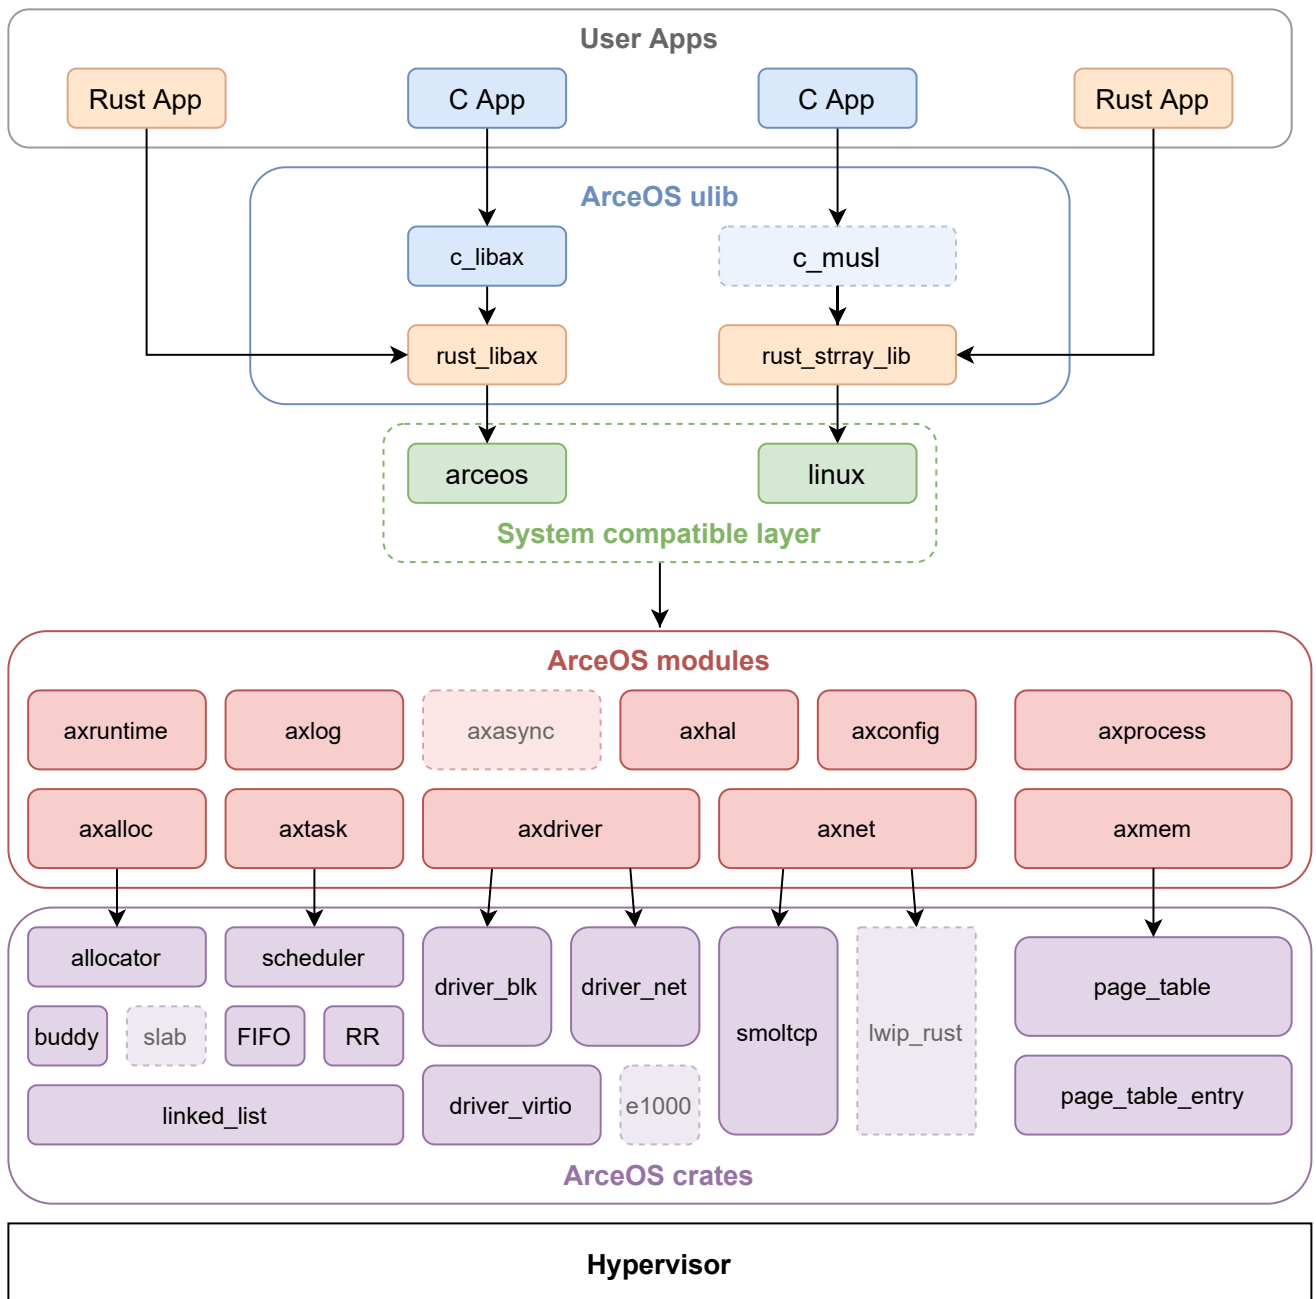 User Apps
Rust App
C App
C App
Rust App
ArceOS ulib
c_libax
c_musl
rust_libax
rust_strray_lib
arceos
linux
System compatible layer
ArceOS modules
axruntime
axlog
axasync
axhal
axconfig
axprocess
axalloc
axtask
axdriver
axnet
axmem
allocator
scheduler
driver_blk
driver_net
smoltcp
lwip_rust
page_table
buddy
slab
FIFO
RR
driver_virtio
e1000
page_table_entry
linked_list
ArceOS crates
Hypervisor